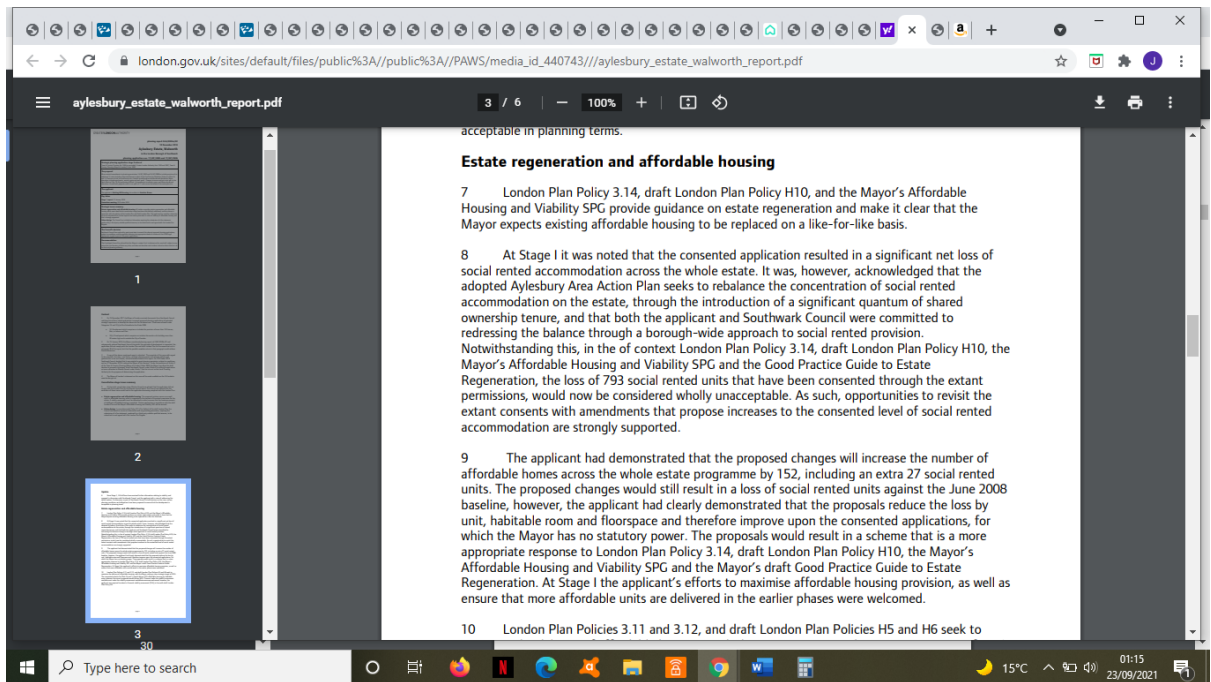 london.gov.uk/sites/default/files/public%3A//public%3A//PAWS/media_id_440743///aylesbury_estate_walworth_report.pdf
J
aylesbury_estate_walworth_report.pdf
3 / 6
100%
1
2
3
30
acceptable in planning terms.
Estate regeneration and affordable housing
7 London Plan Policy 3.14, draft London Plan Policy H10, and the Mayor's Affordable
Housing and Viability SPG provide guidance on estate regeneration and make it clear that the
Mayor expects existing affordable housing to be replaced on a like-for-like basis.
8 At Stage I it was noted that the consented application resulted in a significant net loss of
social rented accommodation across the whole estate. It was, however, acknowledged that the
adopted Aylesbury Area Action Plan seeks to rebalance the concentration of social rented
accommodation on the estate, through the introduction of a significant quantum of shared
ownership tenure, and that both the applicant and Southwark Council were committed to
redressing the balance through a borough-wide approach to social rented provision.
Notwithstanding this, in the of context London Plan Policy 3.14, draft London Plan Policy H10, the
Mayor's Affordable Housing and Viability SPG and the Good Practice Guide to Estate
Regeneration, the loss of 793 social rented units that have been consented through the extant
permissions, would now be considered wholly unacceptable. As such, opportunities to revisit the
extant consents with amendments that propose increases to the consented level of social rented
accommodation are strongly supported.
9 The applicant had demonstrated that the proposed changes will increase the number of
affordable homes across the whole estate programme by 152, including an extra 27 social rented
units. The proposed changes would still result in a loss of social rented units against the June 2008
baseline, however, the applicant had clearly demonstrated that the proposals reduce the loss by
unit, habitable room and floorspace and therefore improve upon the consented applications, for
which the Mayor has no statutory power. The proposals would result in a scheme that is a more
appropriate response to London Plan Policy 3.14, draft London Plan Policy H10, the Mayor's
Affordable Housing and Viability SPG and the Mayor's draft Good Practice Guide to Estate
Regeneration. At Stage I the applicant's efforts to maximise affordable housing provision, as well as
ensure that more affordable units are delivered in the earlier phases were welcomed.
10 London Plan Policies 3.11 and 3.12, and draft London Plan Policies H5 and H6 seek to
Type here to search
15°C
01:15
23/09/2021
1